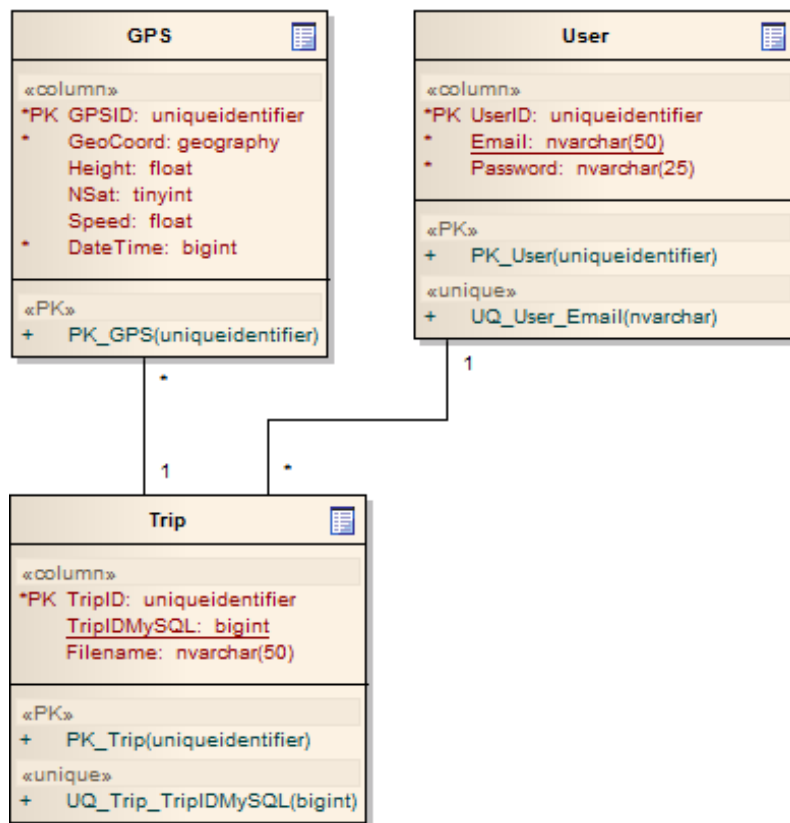 GPS
«column»
*PK GPSID: uniqueidentifier
* GeoCoord: geography
Height: float
NSat: tinyint
Speed: float
* DateTime: bigint
«PK»
+ PK_GPS(uniqueidentifier)
User
«column»
*PK UserID: uniqueidentifier
* Email: nvarchar(50)
* Password: nvarchar(25)
«PK»
+ PK_User(uniqueidentifier)
«unique»
+ UQ_User_Email(nvarchar)
*
1
1
*
Trip
«column»
*PK TripID: uniqueidentifier
TripIDMySQL: bigint
Filename: nvarchar(50)
«PK»
+ PK_Trip(uniqueidentifier)
«unique»
+ UQ_Trip_TripIDMySQL(bigint)